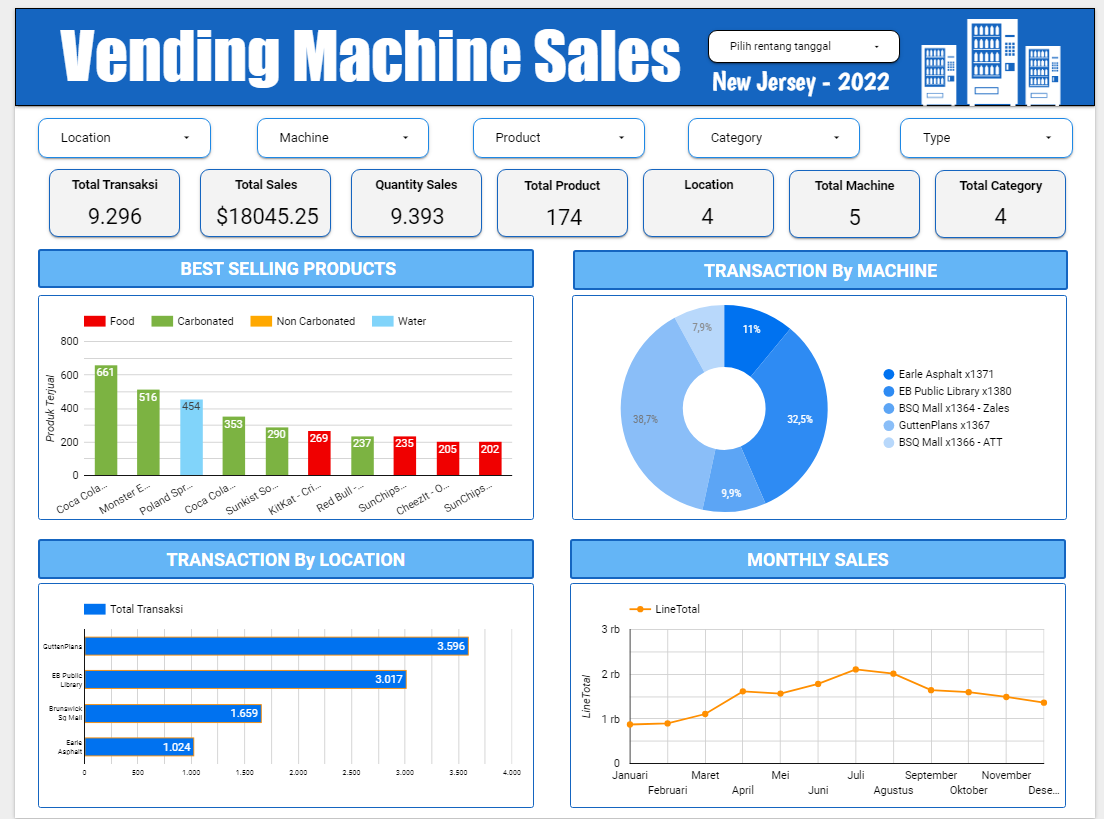 Vending Machine Sales
Pilih rentang tanggal
New Jersey - 2022
Location
Machine
Product
Category
Type
Total Transaksi
9.296
Total Sales
$18045.25
Quantity Sales
9.393
Total Product
174
Location
4
Total Machine
5
Total Category
4
BEST SELLING PRODUCTS
Food
Carbonated
Non Carbonated
Water
Produk Terjual
800
600
400
200
0
661
516
454
353
290
269
237
235
205
202
Coca Cola...
Monster E...
Poland Spr...
Coca Cola...
Sunkist So...
KitKat - Cri...
Red Bull -...
SunChips...
CheezIt - O...
SunChips...
TRANSACTION By MACHINE
11%
32,5%
9,9%
38,7%
7,9%
Earle Asphalt x1371
EB Public Library x1380
BSQ Mall x1364 - Zales
GuttenPlans x1367
BSQ Mall x1366 - ATT
TRANSACTION By LOCATION
Total Transaksi
GuttenPlans
3.596
EB Public
Library
3.017
Brunswick
Sq Mall
1.659
Earle
Asphalt
1.024
0
500
1.000
1.500
2.000
2.500
3.000
3.500
4.000
MONTHLY SALES
LineTotal
LineTotal
3 rb
2 rb
1 rb
0
Januari
Februari
Maret
April
Mei
Juni
Juli
Agustus
September
Oktober
November
Dese...